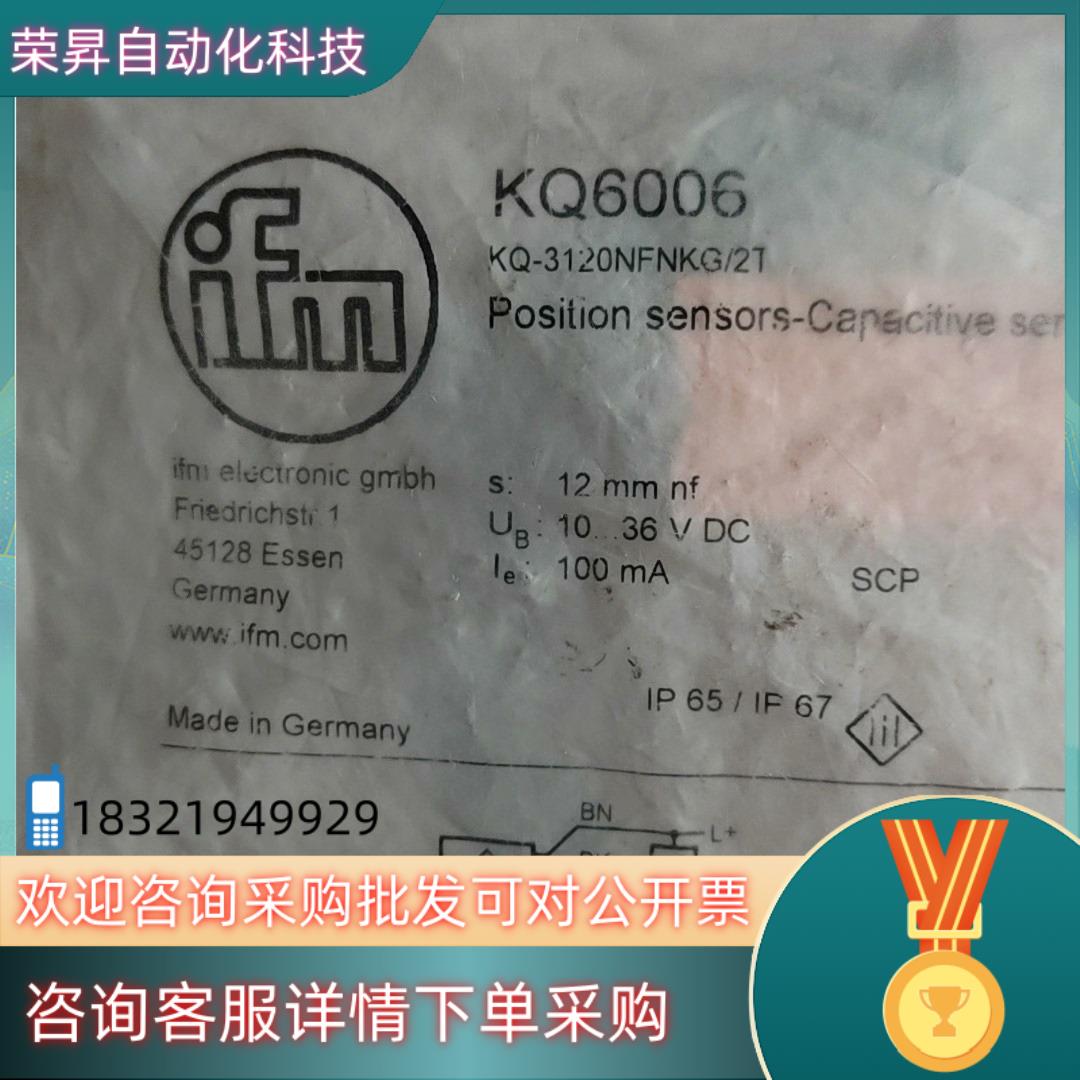 荣昇自动化科技
ifm
KQ6006
KQ-3120NFNKG/2T
Position sensors-Capacitive ser
ifm electronic gmbh
Friedrichstr 1
45128 Essen
Germany
www.ifm.com
s: 12 mm nf
UB: 10...36 V DC
Ie: 100 mA
SCP
IP 65 / IP 67
Made in Germany
18321949929
BN
L+
欢迎咨询采购批发可对公开票
咨询客服详情下单采购